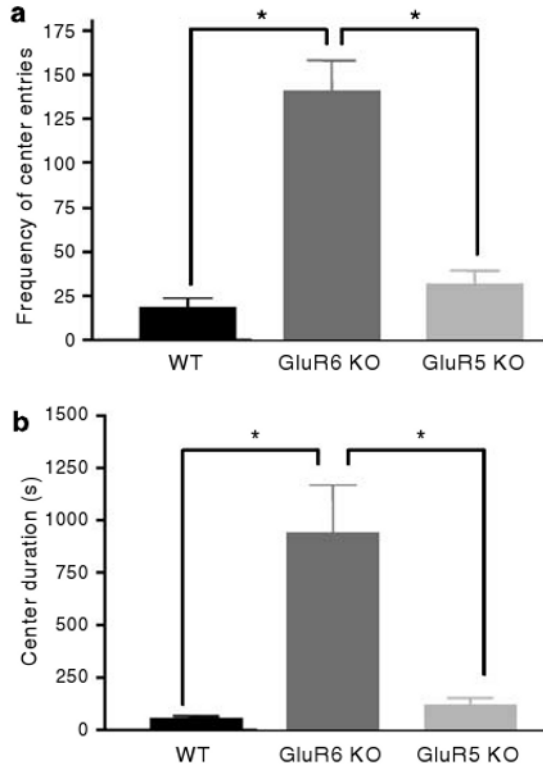 a
175
150
125
100
75
50
25
0
Frequency of center entries
* *
WT GluR6 KO GluR5 KO
b
1500
1250
1000
750
500
250
0
Center duration (s)
* *
WT GluR6 KO GluR5 KO